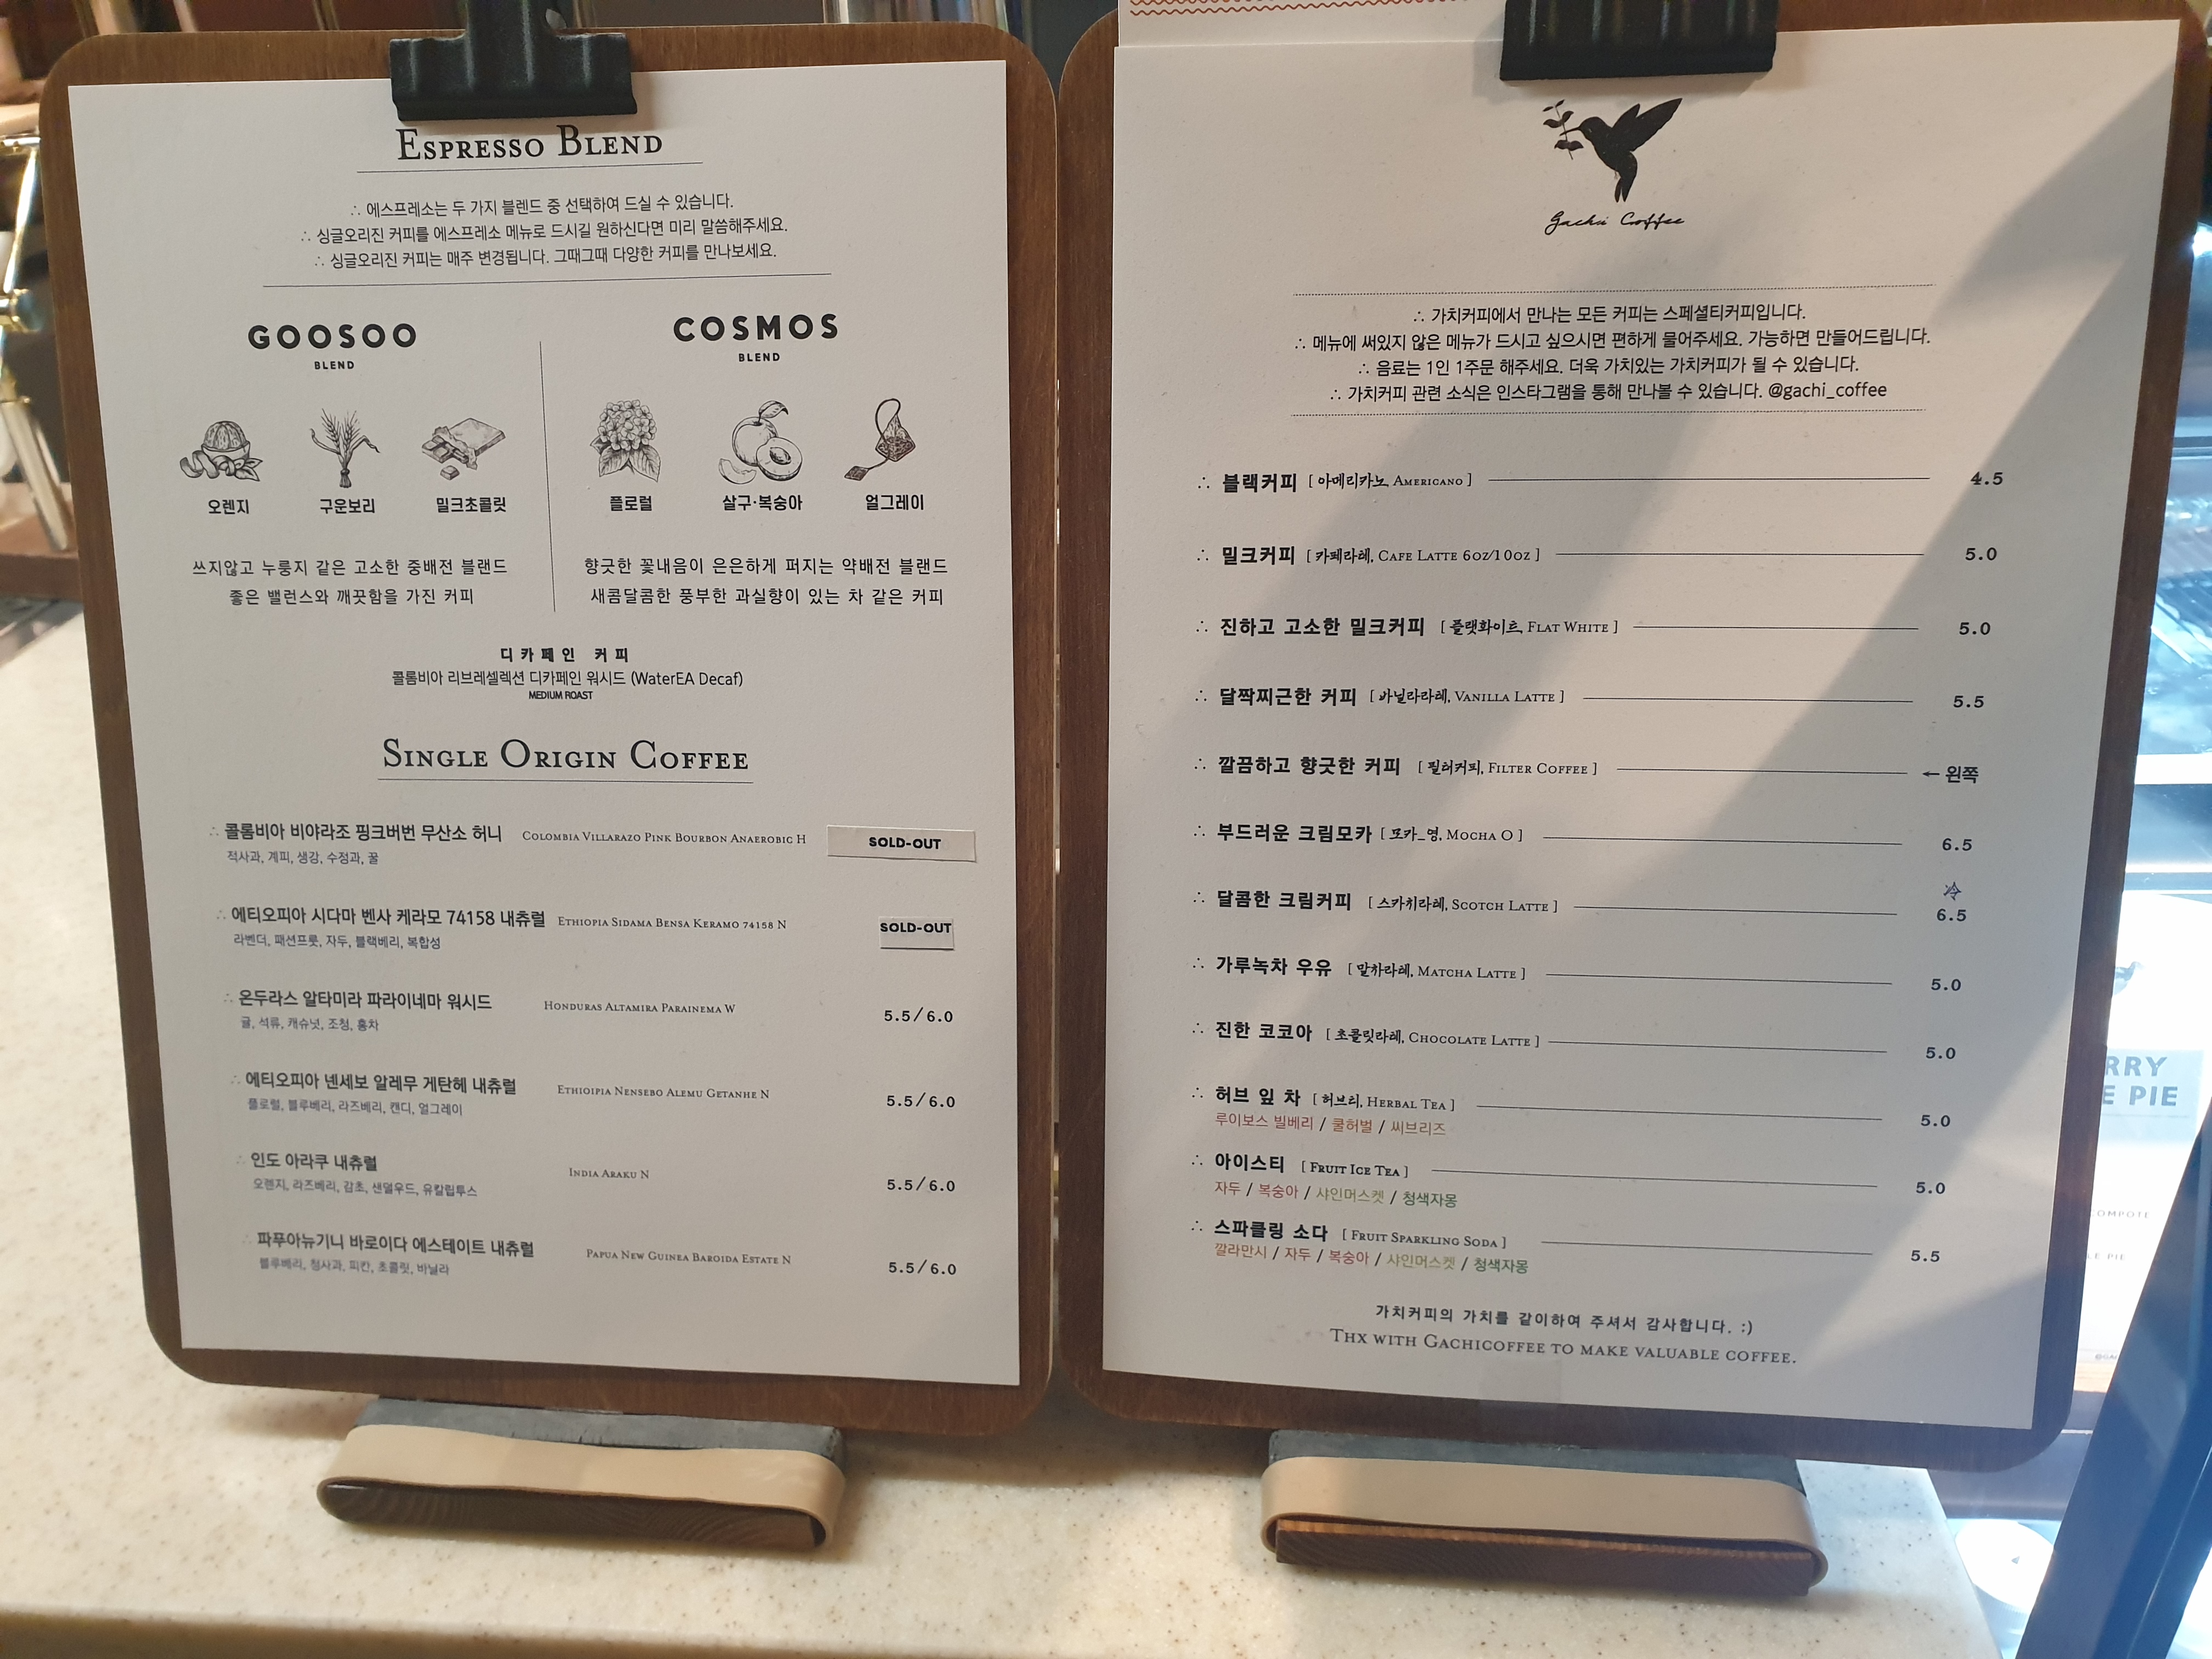 ESPRESSO BLEND
∴ 에스프레소는 두 가지 블렌드 중 선택하여 드실 수 있습니다.
∴ 싱글오리진 커피를 에스프레소 메뉴로 드시길 원하신다면 미리 말씀해주세요.
∴ 싱글오리진 커피는 매주 변경됩니다. 그때그때 다양한 커피를 만나보세요.
GOOSOO
BLEND
오렌지 구운보리 밀크초콜릿
쓰지않고 누룽지 같은 고소한 중배전 블랜드
좋은 밸런스와 깨끗함을 가진 커피
COSMOS
BLEND
플로럴 살구·복숭아 얼그레이
향긋한 꽃내음이 은은하게 퍼지는 약배전 블랜드
새콤달콤한 풍부한 과실향이 있는 차 같은 커피
디카페인 커피
콜롬비아 리브레셀렉션 디카페인 워시드 (WaterEA Decaf)
MEDIUM ROAST
SINGLE ORIGIN COFFEE
∴ 콜롬비아 비야라조 핑크버번 무산소 허니 COLOMBIA VILLARAZO PINK BOURBON ANAEROBIC H SOLD-OUT
적사과, 계피, 생강, 수정과, 꿀
∴ 에티오피아 시다마 벤사 케라모 74158 내츄럴 ETHIOPIA SIDAMA BENSA KERAMO 74158 N SOLD-OUT
라벤더, 패션프룻, 자두, 블랙베리, 복합성
∴ 온두라스 알타미라 파라이네마 워시드 HONDURAS ALTAMIRA PARAINEMA W 5.5/6.0
귤, 석류, 캐슈넛, 조청, 홍차
∴ 에티오피아 넨세보 알레무 게탄헤 내츄럴 ETHIOIPIA NENSEBO ALEMU GETANHE N 5.5/6.0
플로럴, 블루베리, 라즈베리, 캔디, 얼그레이
∴ 인도 아라쿠 내츄럴 INDIA ARAKU N 5.5/6.0
오렌지, 라즈베리, 감초, 샌덜우드, 유칼립투스
∴ 파푸아뉴기니 바로이다 에스테이트 내츄럴 PAPUA NEW GUINEA BAROIDA ESTATE N 5.5/6.0
블루베리, 청사과, 피칸, 초콜릿, 바닐라
Gachi Coffee
∴ 가치커피에서 만나는 모든 커피는 스페셜티커피입니다.
∴ 메뉴에 써있지 않은 메뉴가 드시고 싶으시면 편하게 물어주세요. 가능하면 만들어드립니다.
∴ 음료는 1인 1주문 해주세요. 더욱 가치있는 가치커피가 될 수 있습니다.
∴ 가치커피 관련 소식은 인스타그램을 통해 만나볼 수 있습니다. @gachi_coffee
∴ 블랙커피 [ 아메리카노, AMERICANO ] 4.5
∴ 밀크커피 [ 카페라떼, CAFE LATTE 6OZ/10OZ ] 5.0
∴ 진하고 고소한 밀크커피 [ 플랫화이트, FLAT WHITE ] 5.0
∴ 달짝찌근한 커피 [ 바닐라라떼, VANILLA LATTE ] 5.5
∴ 깔끔하고 향긋한 커피 [ 필터커피, FILTER COFFEE ] ← 왼쪽
∴ 부드러운 크림모카 [ 모카_영, MOCHA O ] 6.5
冷
∴ 달콤한 크림커피 [ 스카치라떼, SCOTCH LATTE ] 6.5
∴ 가루녹차 우유 [ 말차라떼, MATCHA LATTE ] 5.0
∴ 진한 코코아 [ 초콜릿라떼, CHOCOLATE LATTE ] 5.0
∴ 허브 잎 차 [ 허브티, HERBAL TEA ] 5.0
루이보스 빌베리 / 쿨허벌 / 씨브리즈
∴ 아이스티 [ FRUIT ICE TEA ] 5.0
자두 / 복숭아 / 샤인머스켓 / 청색자몽
∴ 스파클링 소다 [ FRUIT SPARKLING SODA ] 5.5
깔라만시 / 자두 / 복숭아 / 샤인머스켓 / 청색자몽
가치커피의 가치를 같이하여 주셔서 감사합니다. :)
THX WITH GACHICOFFEE TO MAKE VALUABLE COFFEE.
RRY
E PIE
OMPOTE
LE PIE